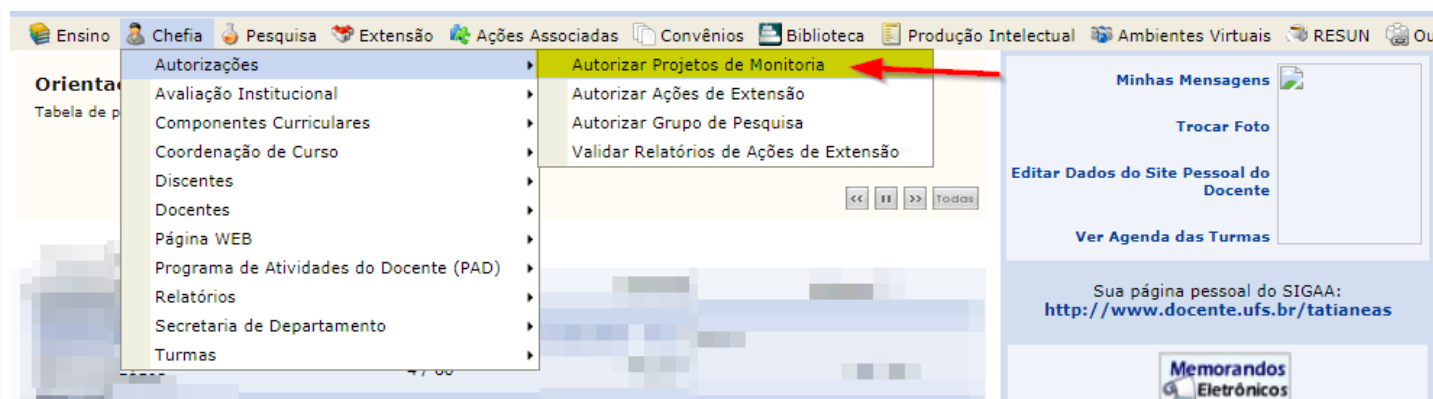 Ensino Chefia Pesquisa Extensão Ações Associadas Convênios Biblioteca Produção Intelectual Ambientes Virtuais RESUN Ou
Orienta
Tabela de p
Autorizações
Avaliação Institucional
Componentes Curriculares
Coordenação de Curso
Discentes
Docentes
Página WEB
Programa de Atividades do Docente (PAD)
Relatórios
Secretaria de Departamento
Turmas
Autorizar Projetos de Monitoria
Autorizar Ações de Extensão
Autorizar Grupo de Pesquisa
Validar Relatórios de Ações de Extensão
<< II >> Todas
Minhas Mensagens
Trocar Foto
Editar Dados do Site Pessoal do
Docente
Ver Agenda das Turmas
Sua página pessoal do SIGAA:
http://www.docente.ufs.br/tatianeas
Memorandos
Eletrônicos